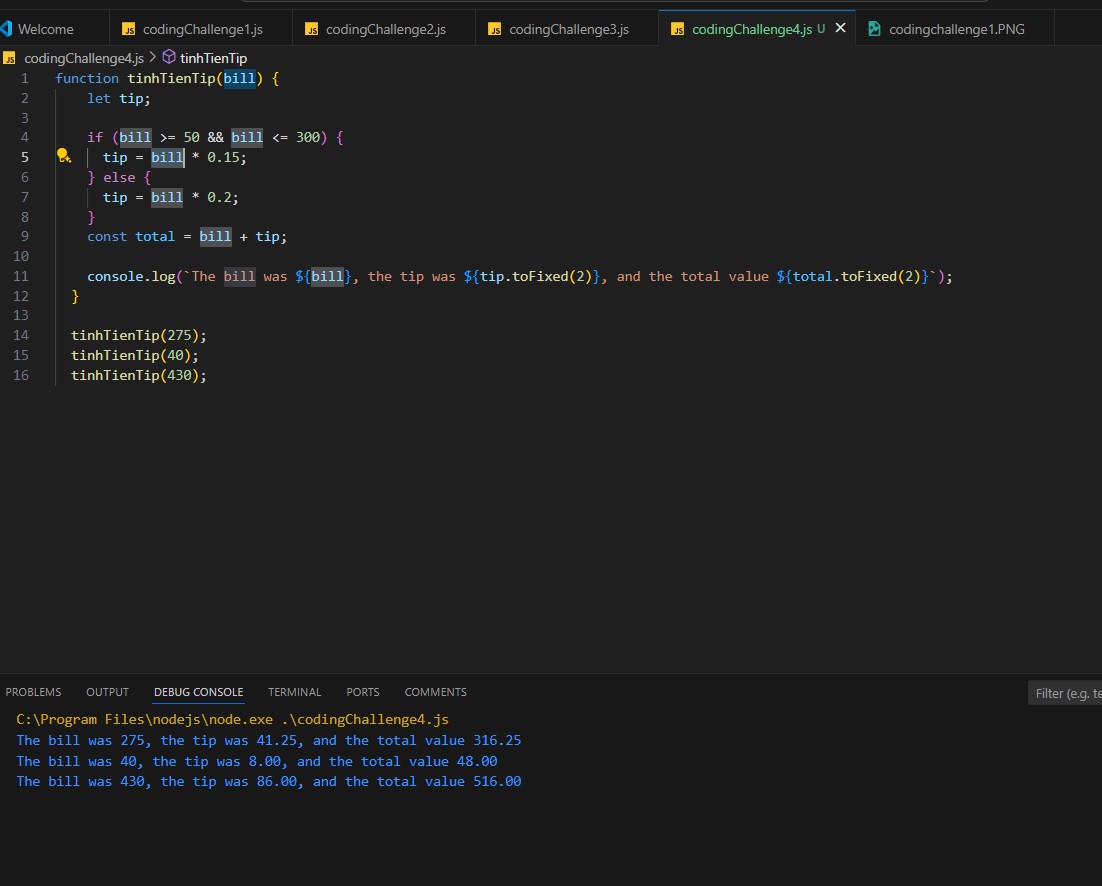 Welcome JS codingChallenge1.js JS codingChallenge2.js JS codingChallenge3.js JS codingChallenge4.js U × codingchallenge1.PNG
JS codingChallenge4.js > tinhTienTip
1 function tinhTienTip(bill) {
2 let tip;
3
4 if (bill >= 50 && bill <= 300) {
5 tip = bill * 0.15;
6 } else {
7 tip = bill * 0.2;
8 }
9 const total = bill + tip;
10
11 console.log(`The bill was ${bill}, the tip was ${tip.toFixed(2)}, and the total value ${total.toFixed(2)}`);
12 }
13
14 tinhTienTip(275);
15 tinhTienTip(40);
16 tinhTienTip(430);
PROBLEMS OUTPUT DEBUG CONSOLE TERMINAL PORTS COMMENTS Filter (e.g. te
C:\Program Files\nodejs\node.exe .\codingChallenge4.js
The bill was 275, the tip was 41.25, and the total value 316.25
The bill was 40, the tip was 8.00, and the total value 48.00
The bill was 430, the tip was 86.00, and the total value 516.00